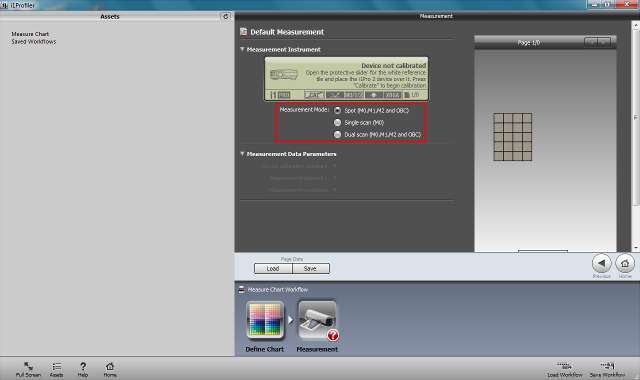 i1Profiler
Assets
Measurement
Measure Chart
Saved Workflows
Default Measurement
Page 1/0
Measurement Instrument
Device not calibrated
Open the protective slider for the white reference
tile and place the i1Pro 2 device over it. Press
"Calibrate" to begin calibration
i1 PRO
1/0
Measurement Mode:
Spot (M0,M1,M2 and OBC)
Single scan (M0)
Dual scan (M0,M1,M2 and OBC)
Measurement Data Parameters
Page Data
Load
Save
Previous
Home
Measure Chart Workflow
Define Chart
Measurement
Full Screen
Assets
Help
Home
Load Workflow
Save Workflow